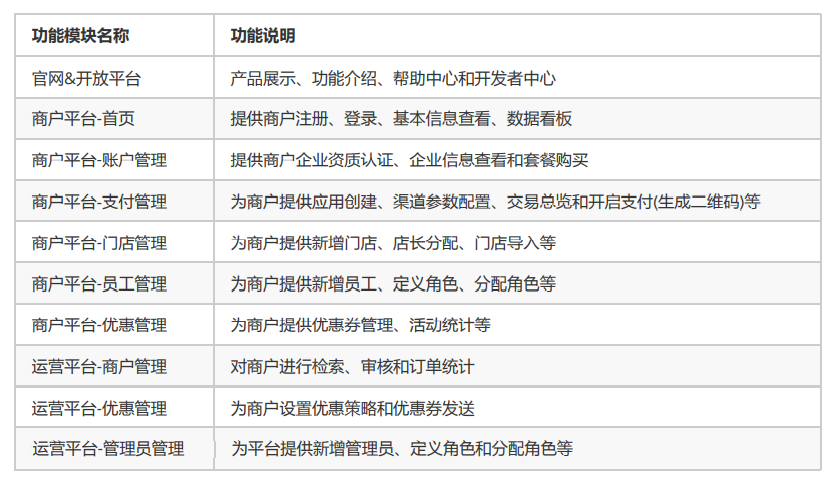 功能模块名称 功能说明
官网&开放平台 产品展示、功能介绍、帮助中心和开发者中心
商户平台-首页 提供商户注册、登录、基本信息查看、数据看板
商户平台-账户管理 提供商户企业资质认证、企业信息查看和套餐购买
商户平台-支付管理 为商户提供应用创建、渠道参数配置、交易总览和开启支付(生成二维码)等
商户平台-门店管理 为商户提供新增门店、店长分配、门店导入等
商户平台-员工管理 为商户提供新增员工、定义角色、分配角色等
商户平台-优惠管理 为商户提供优惠券管理、活动统计等
运营平台-商户管理 对商户进行检索、审核和订单统计
运营平台-优惠管理 为商户设置优惠策略和优惠券发送
运营平台-管理员管理 为平台提供新增管理员、定义角色和分配角色等